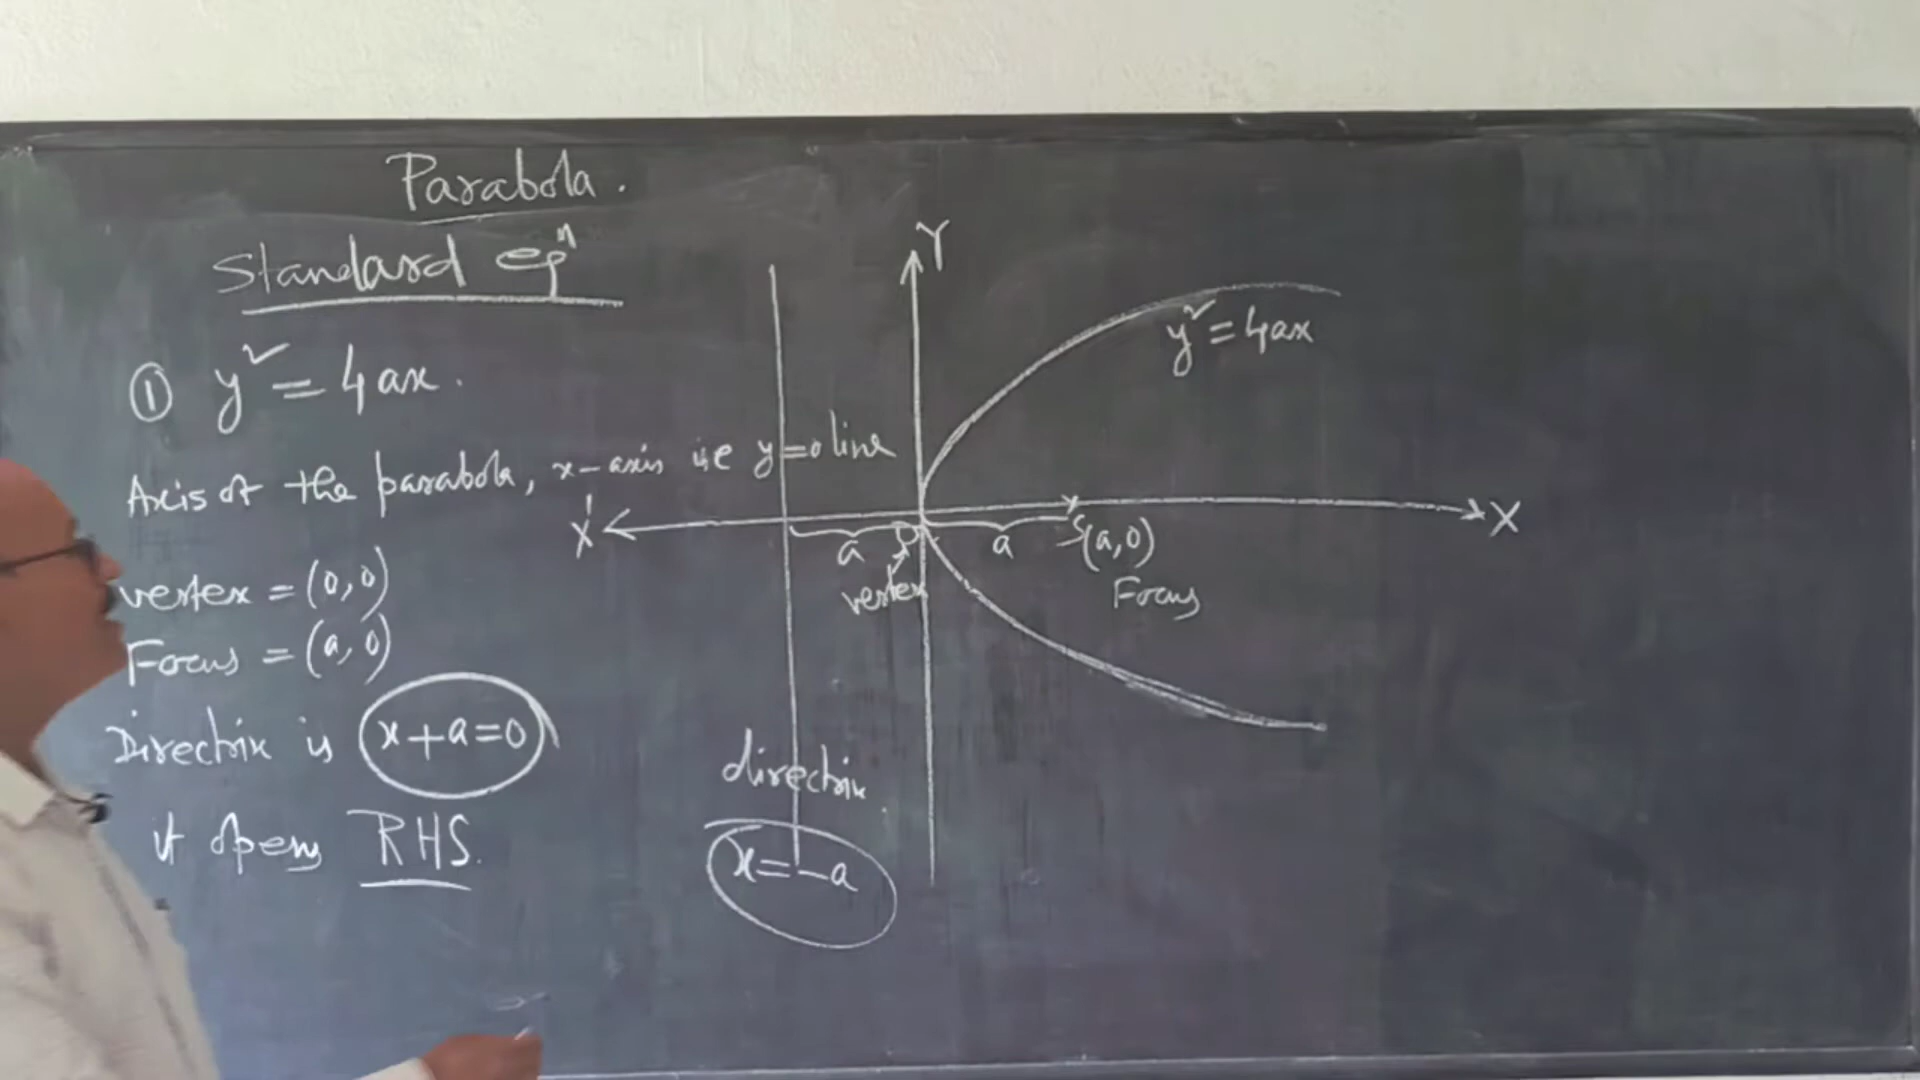 Parabola.
Standard eqⁿ
① y² = 4ax.
Axis of the parabola, x-axis i.e y=0 line
vertex = (0,0)
Focus = (a,0)
Directrix is x+a=0
it opens RHS.
Y
y² = 4ax
X' X
a O a S(a,0)
vertex Focus
directrix
x=-a